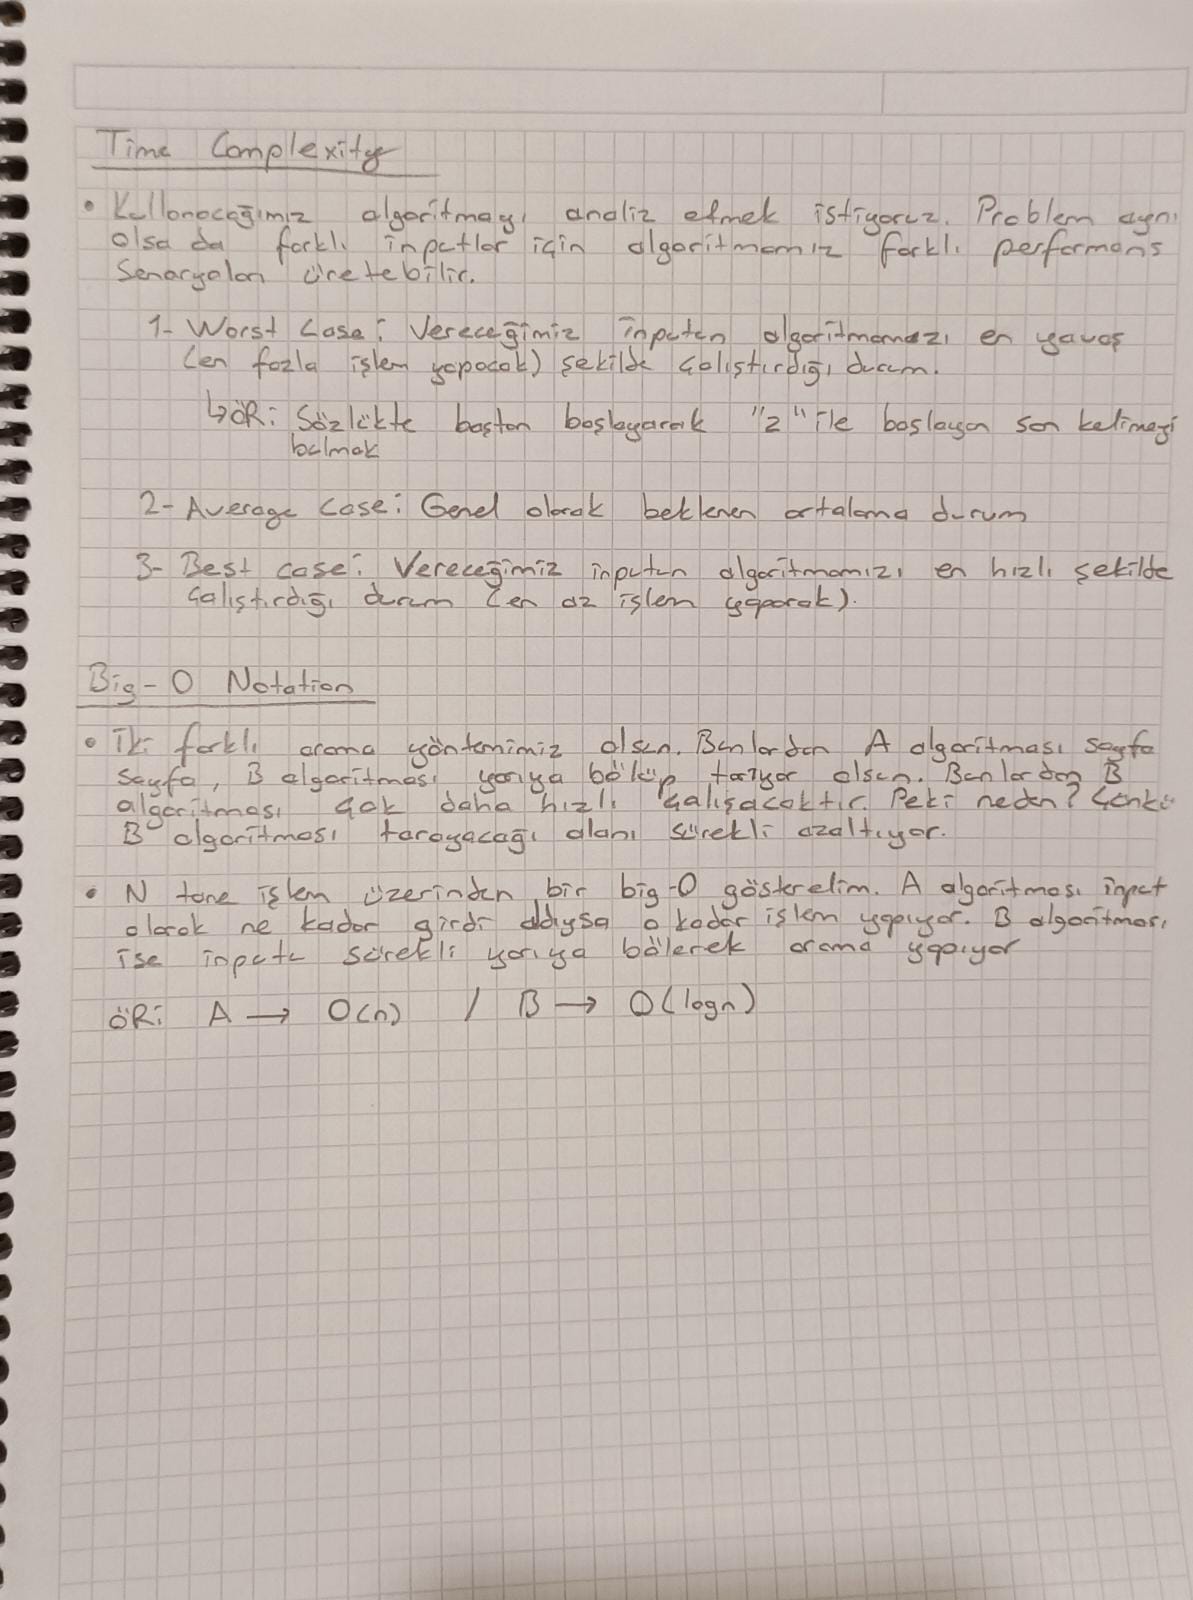 Time Complexity
• Kullanacağımız algoritmayı analiz etmek istiyoruz. Problem aynı
olsa da farklı inputlar için algoritmamız farklı performans
senaryoları üretebilir.
1- Worst Case: Vereceğimiz inputun algoritmamızı en yavaş
(en fazla işlem yapacak) şekilde çalıştırdığı durum.
↳ ÖR: Sözlükte baştan başlayarak "z" ile başlayan son kelimeyi
bulmak
2- Average Case: Genel olarak beklenen ortalama durum
3- Best case: Vereceğimiz inputun algoritmamızı en hızlı şekilde
çalıştırdığı durum (en az işlem yaparak).
Big-O Notation
• İki farklı arama yöntemimiz olsun. Bunlardan A algoritması sayfa
sayfa, B algoritması yarıya bölüp tarıyor olsun. Bunlardan B
algoritması çok daha hızlı çalışacaktır. Peki neden? Çünkü
B algoritması tarayacağı alanı sürekli azaltıyor.
• N tane işlem üzerinden bir big-O gösterelim. A algoritması input
olarak ne kadar girdi aldıysa o kadar işlem yapıyor. B algoritması
ise inputu sürekli yarıya bölerek arama yapıyor
ÖR: A → O(n) / B → O(logn)